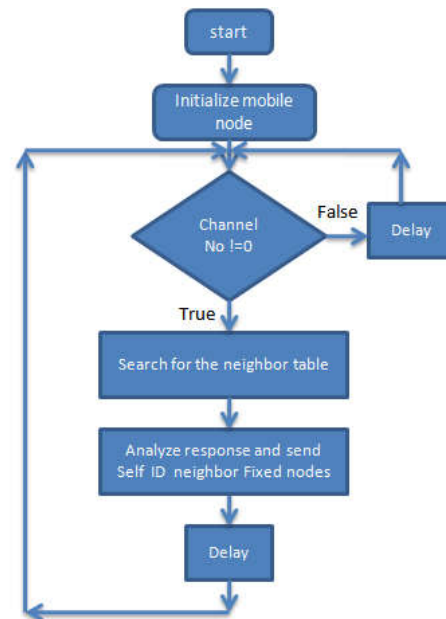 start
Initialize mobile
node
Channel
No !=0
False
Delay
True
Search for the neighbor table
Analyze response and send
Self ID neighbor Fixed nodes
Delay